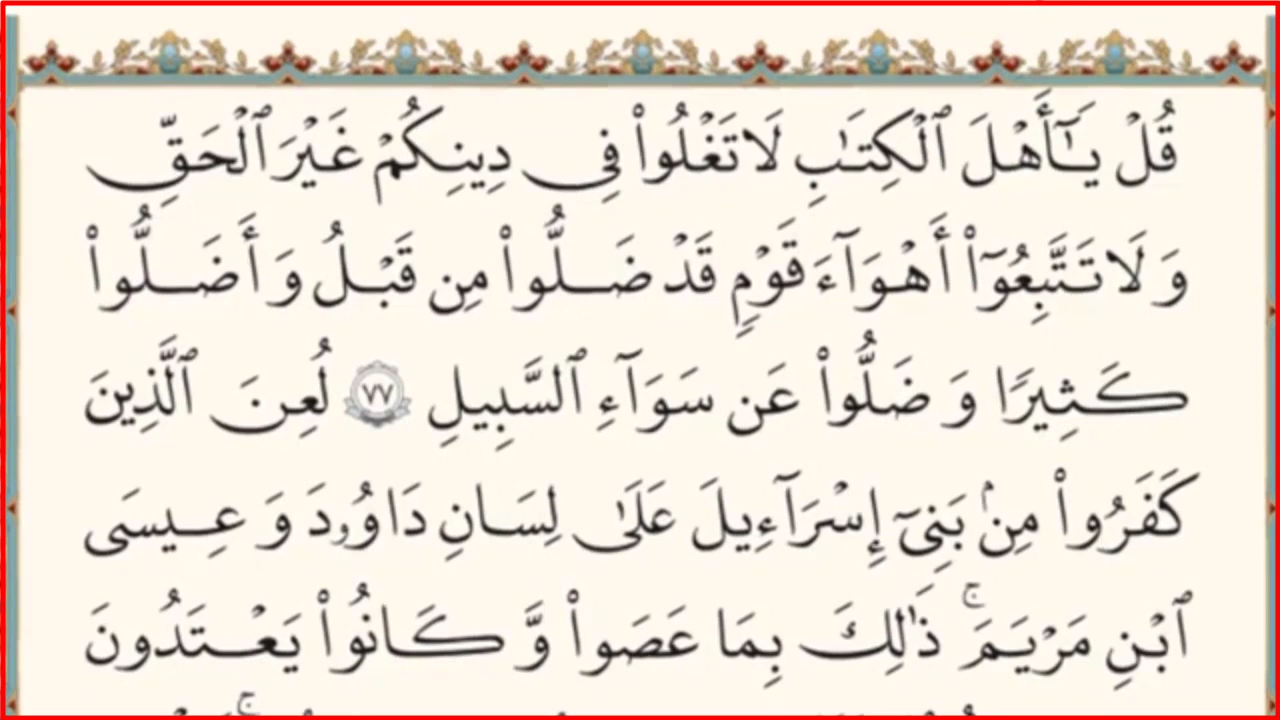 قُلْ يَٰٓأَهْلَ ٱلْكِتَٰبِ لَا تَغْلُوا۟ فِى دِينِكُمْ غَيْرَ ٱلْحَقِّ
وَلَا تَتَّبِعُوٓا۟ أَهْوَآءَ قَوْمٍ قَدْ ضَلُّوا۟ مِن قَبْلُ وَأَضَلُّوا۟
كَثِيرًا وَضَلُّوا۟ عَن سَوَآءِ ٱلسَّبِيلِ ٧٧ لُعِنَ ٱلَّذِينَ
كَفَرُوا۟ مِنۢ بَنِىٓ إِسْرَٰٓءِيلَ عَلَىٰ لِسَانِ دَاوُۥدَ وَعِيسَى
ٱبْنِ مَرْيَمَ ۚ ذَٰلِكَ بِمَا عَصَوا۟ وَّكَانُوا۟ يَعْتَدُونَ